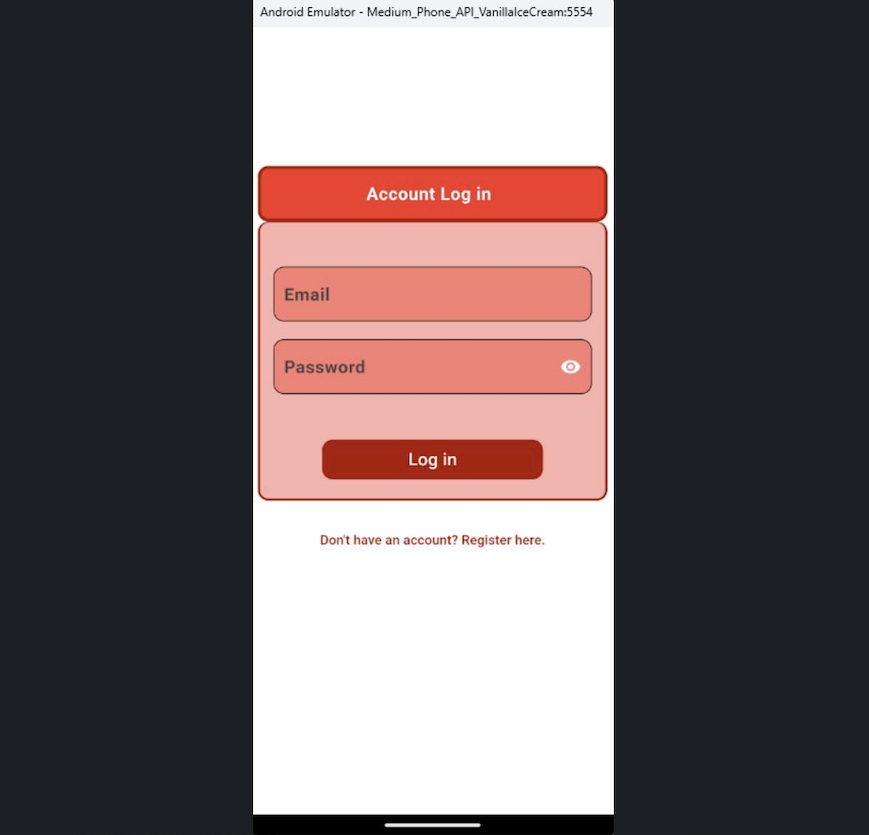 Android Emulator - Medium_Phone_API_VanillaIceCream:5554
Account Log in
Email
Password
Log in
Don't have an account? Register here.